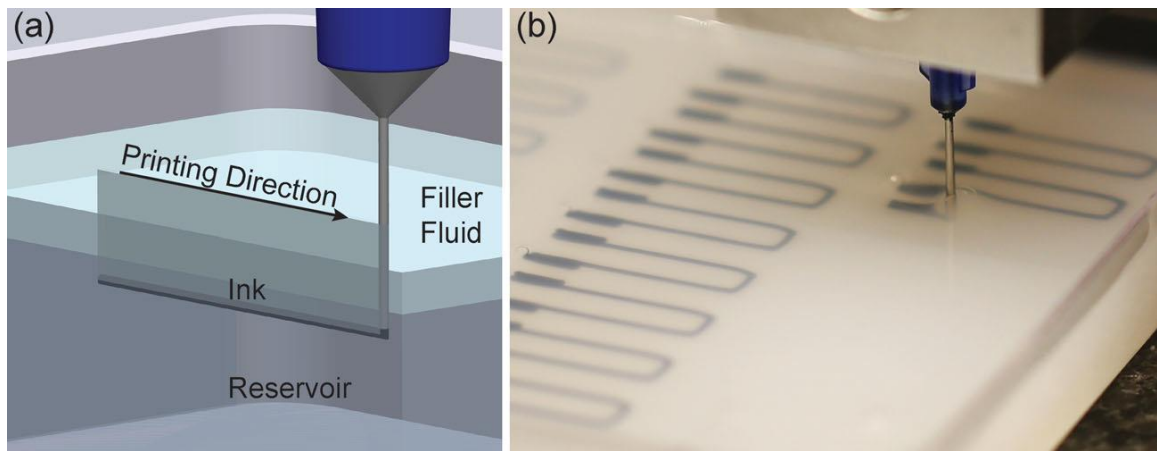 (a)
Printing Direction
Filler
Fluid
Ink
Reservoir
(b)